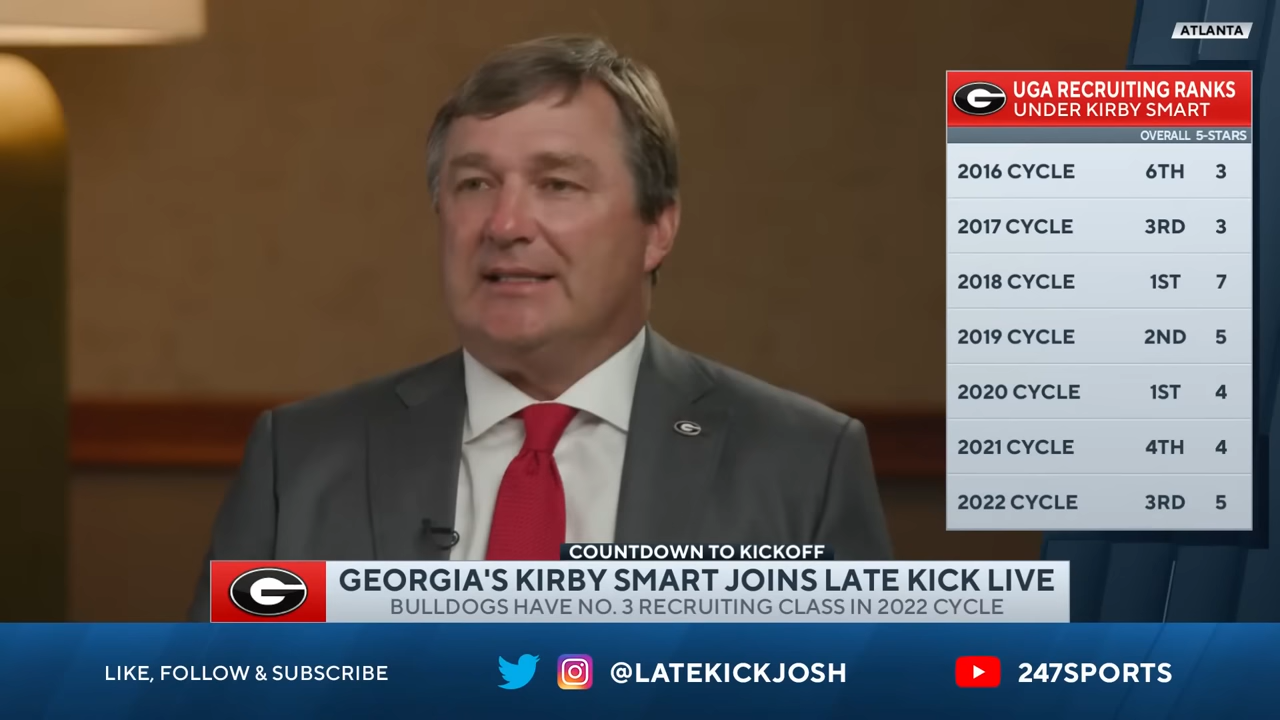 ATLANTA
UGA RECRUITING RANKS
UNDER KIRBY SMART
OVERALL 5-STARS
2016 CYCLE 6TH 3
2017 CYCLE 3RD 3
2018 CYCLE 1ST 7
2019 CYCLE 2ND 5
2020 CYCLE 1ST 4
2021 CYCLE 4TH 4
2022 CYCLE 3RD 5
COUNTDOWN TO KICKOFF
GEORGIA'S KIRBY SMART JOINS LATE KICK LIVE
BULLDOGS HAVE NO. 3 RECRUITING CLASS IN 2022 CYCLE
LIKE, FOLLOW & SUBSCRIBE @LATEKICKJOSH 247SPORTS